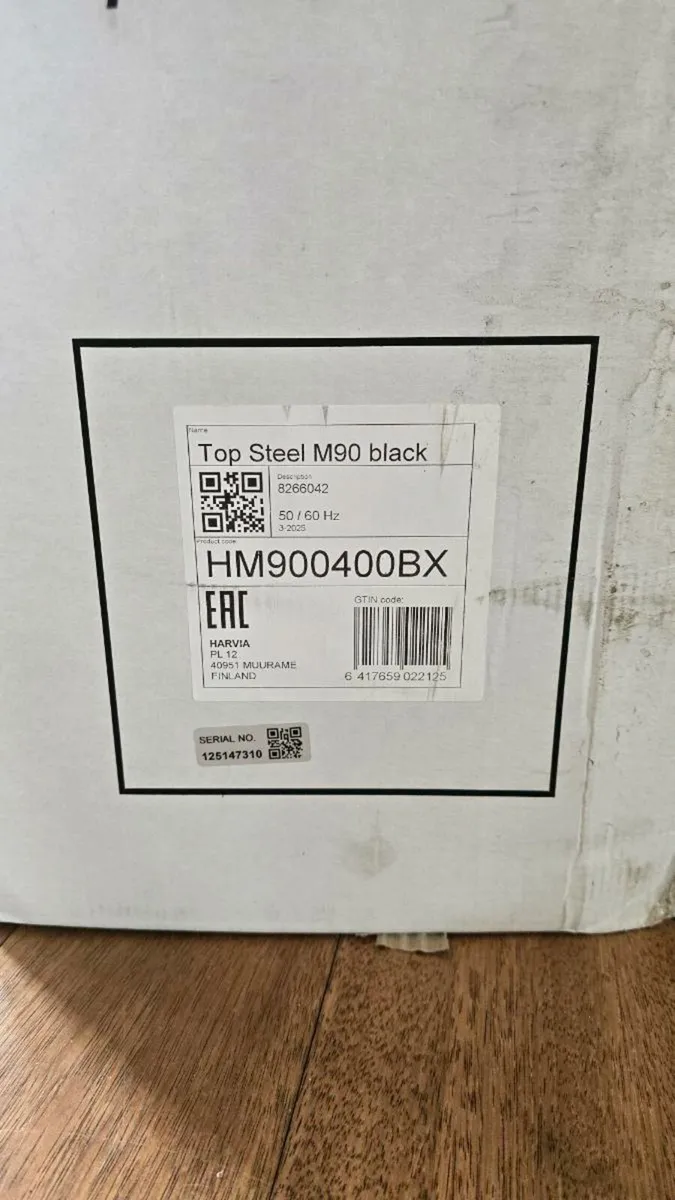 Name
Top Steel M90 black
Description
8266042
50 / 60 Hz
3-2025
Product code
HM900400BX
EAC
GTIN code:
HARVIA
PL 12
40951 MUURAME
FINLAND
6 417659 022125
SERIAL NO.
125147310